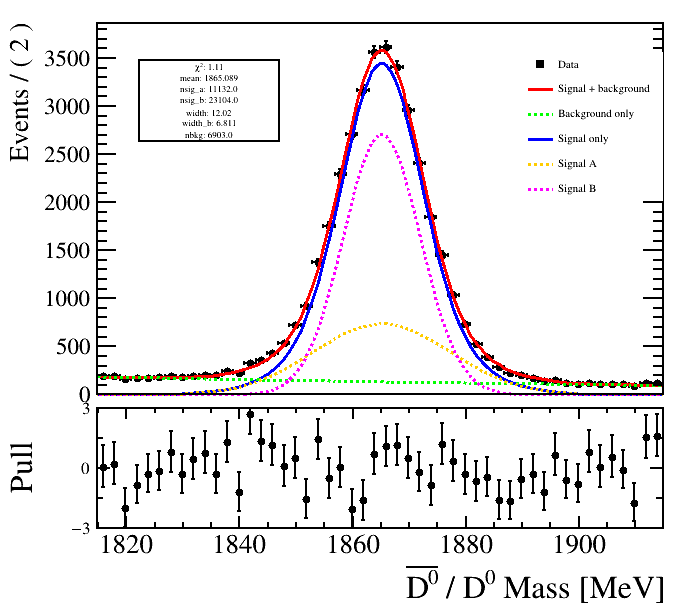 Events / ( 2 )
3500
3000
2500
2000
1500
1000
500
0
χ²: 1.11
mean: 1865.089
nsig_a: 11132.0
nsig_b: 23104.0
width: 12.02
width_b: 6.811
nbkg: 6903.0
Data
Signal + background
Background only
Signal only
Signal A
Signal B
Pull
3
0
−3
1820 1840 1860 1880 1900
D⁰ / D⁰ Mass [MeV]